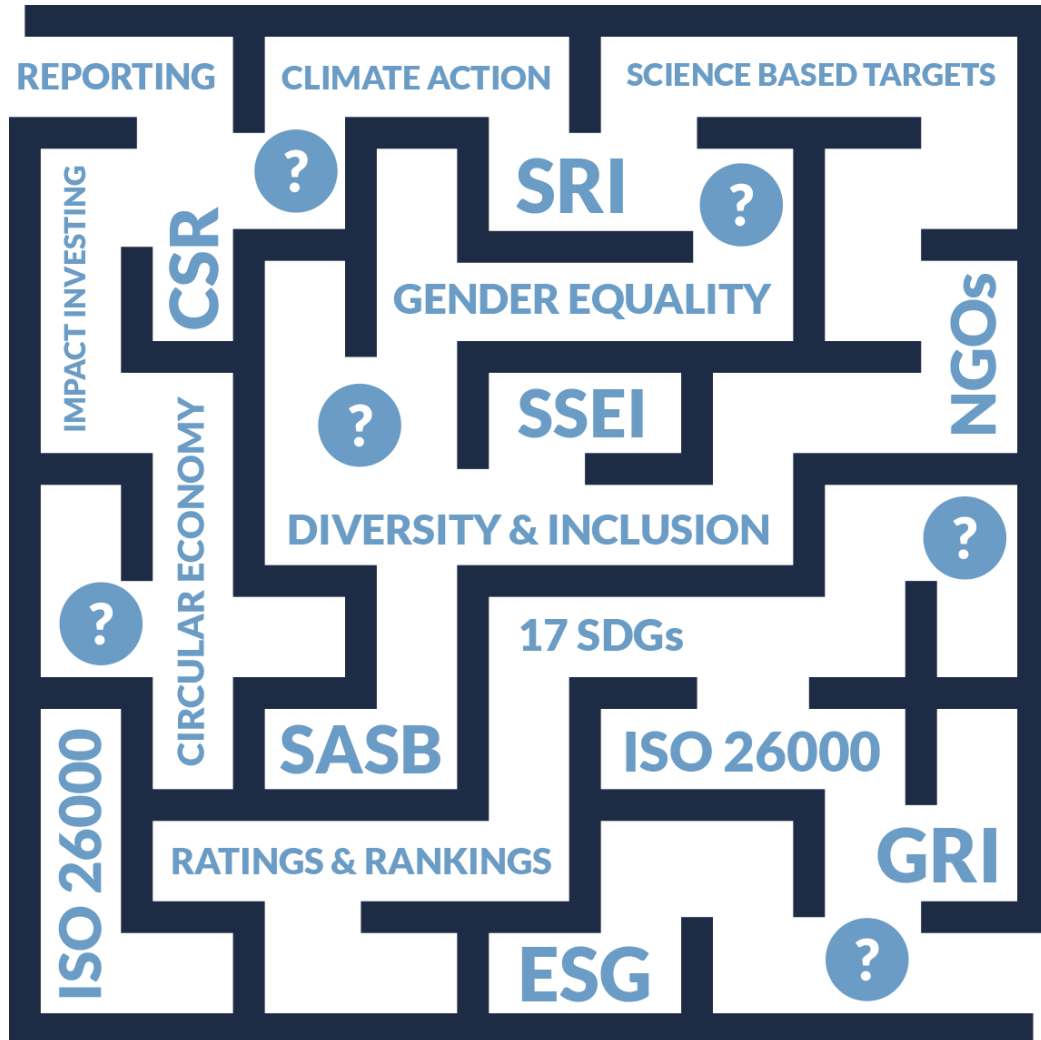 REPORTING
CLIMATE ACTION
SCIENCE BASED TARGETS
?
SRI
?
IMPACT INVESTING
CSR
GENDER EQUALITY
NGOs
?
SSEI
CIRCULAR ECONOMY
DIVERSITY & INCLUSION
?
?
17 SDGs
ISO 26000
SASB
ISO 26000
RATINGS & RANKINGS
GRI
ESG
?